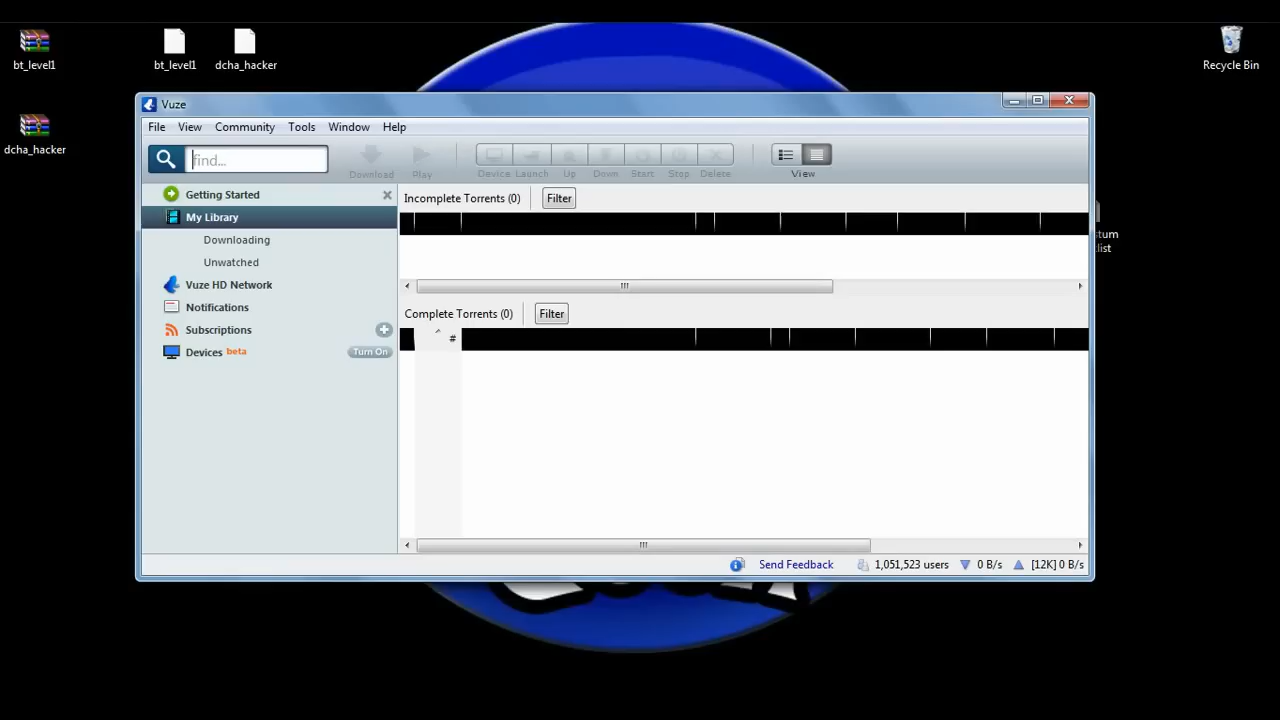 bt_level1
bt_level1
dcha_hacker
Recycle Bin
dcha_hacker
Vuze
File View Community Tools Window Help
find...
Download Play Device Launch Up Down Start Stop Delete View
Getting Started
My Library
Downloading
Unwatched
Vuze HD Network
Notifications
Subscriptions
Devices beta Turn On
Incomplete Torrents (0) Filter
Complete Torrents (0) Filter
#
tum
list
Send Feedback 1,051,523 users 0 B/s [12K] 0 B/s